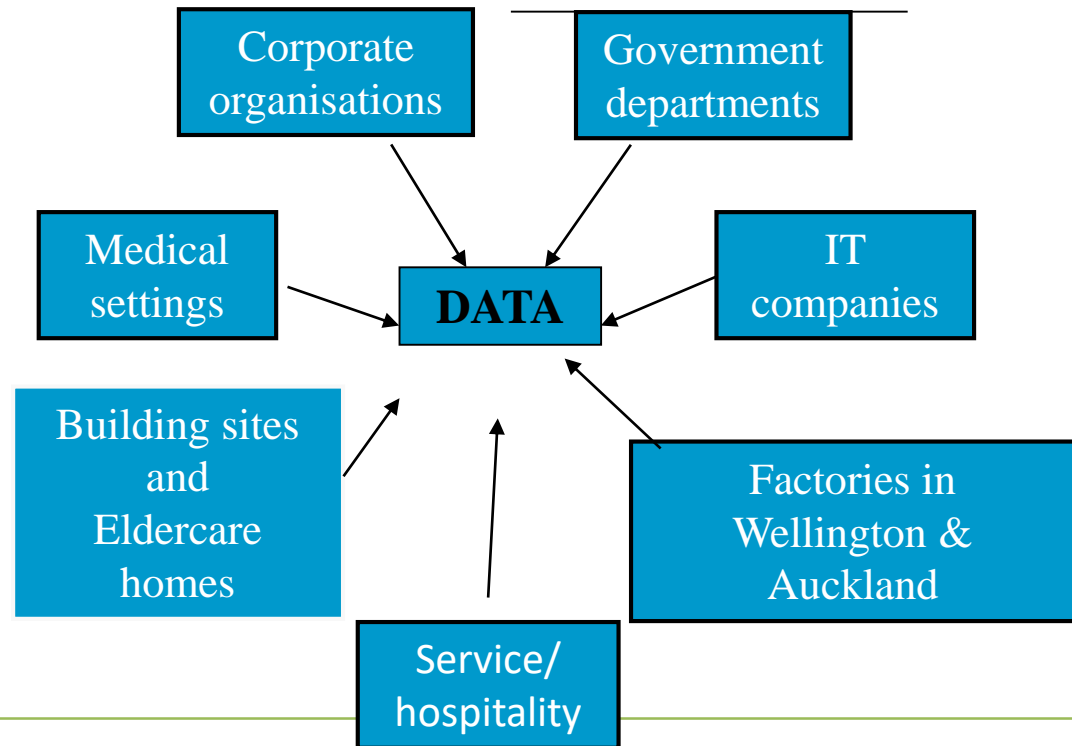 Corporate
organisations
Government
departments
Medical
settings
DATA
IT
companies
Building sites
and
Eldercare
homes
Factories in
Wellington &
Auckland
Service/
hospitality